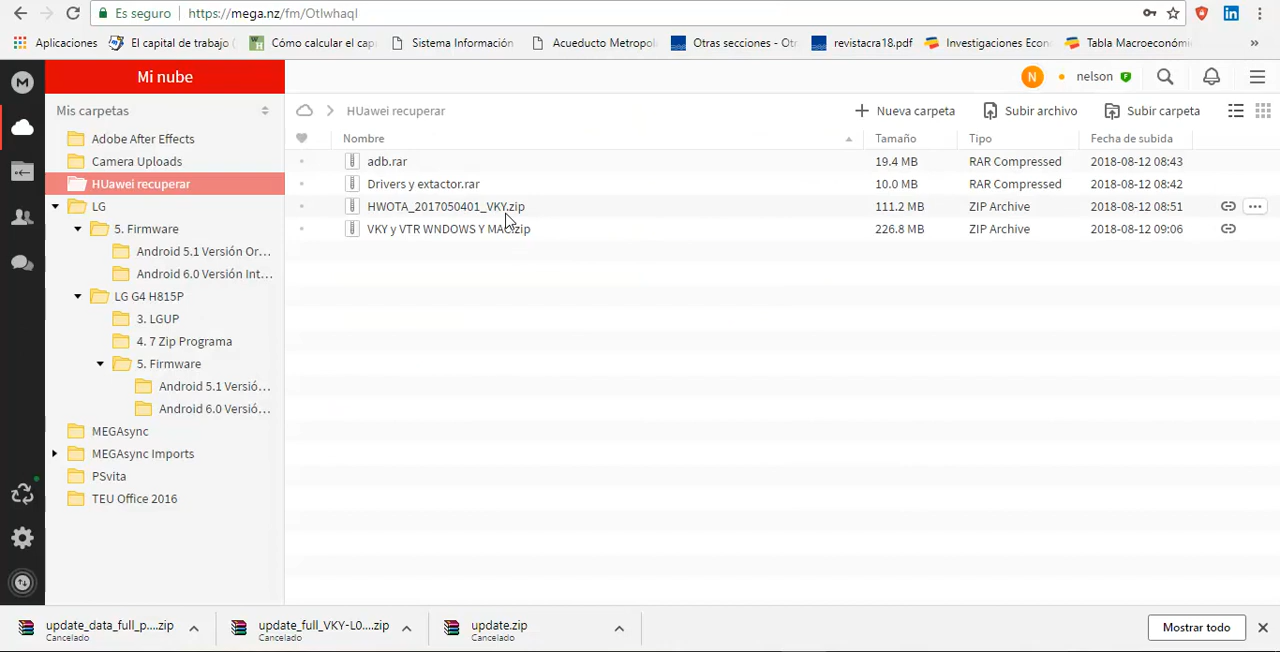 Es seguro
https://mega.nz/fm/OtIwhaqI
Aplicaciones
El capital de trabajo (
Cómo calcular el cap
Sistema Información
Acueducto Metropol
Otras secciones - Otr
revistacra18.pdf
Investigaciones Econ
Tabla Macroeconómi
»
M
Mi nube
N
nelson
Mis carpetas
HUawei recuperar
Nueva carpeta
Subir archivo
Subir carpeta
Nombre
Tamaño
Tipo
Fecha de subida
Adobe After Effects
Camera Uploads
HUawei recuperar
LG
5. Firmware
Android 5.1 Versión Or...
Android 6.0 Versión Int...
LG G4 H815P
3. LGUP
4. 7 Zip Programa
5. Firmware
Android 5.1 Versió...
Android 6.0 Versió...
MEGAsync
MEGAsync Imports
PSvita
TEU Office 2016
adb.rar 19.4 MB RAR Compressed 2018-08-12 08:43
Drivers y extactor.rar 10.0 MB RAR Compressed 2018-08-12 08:42
HWOTA_2017050401_VKY.zip 111.2 MB ZIP Archive 2018-08-12 08:51
VKY y VTR WNDOWS Y MAC.zip 226.8 MB ZIP Archive 2018-08-12 09:06
update_data_full_p....zip
Cancelado
update_full_VKY-L0....zip
Cancelado
update.zip
Cancelado
Mostrar todo